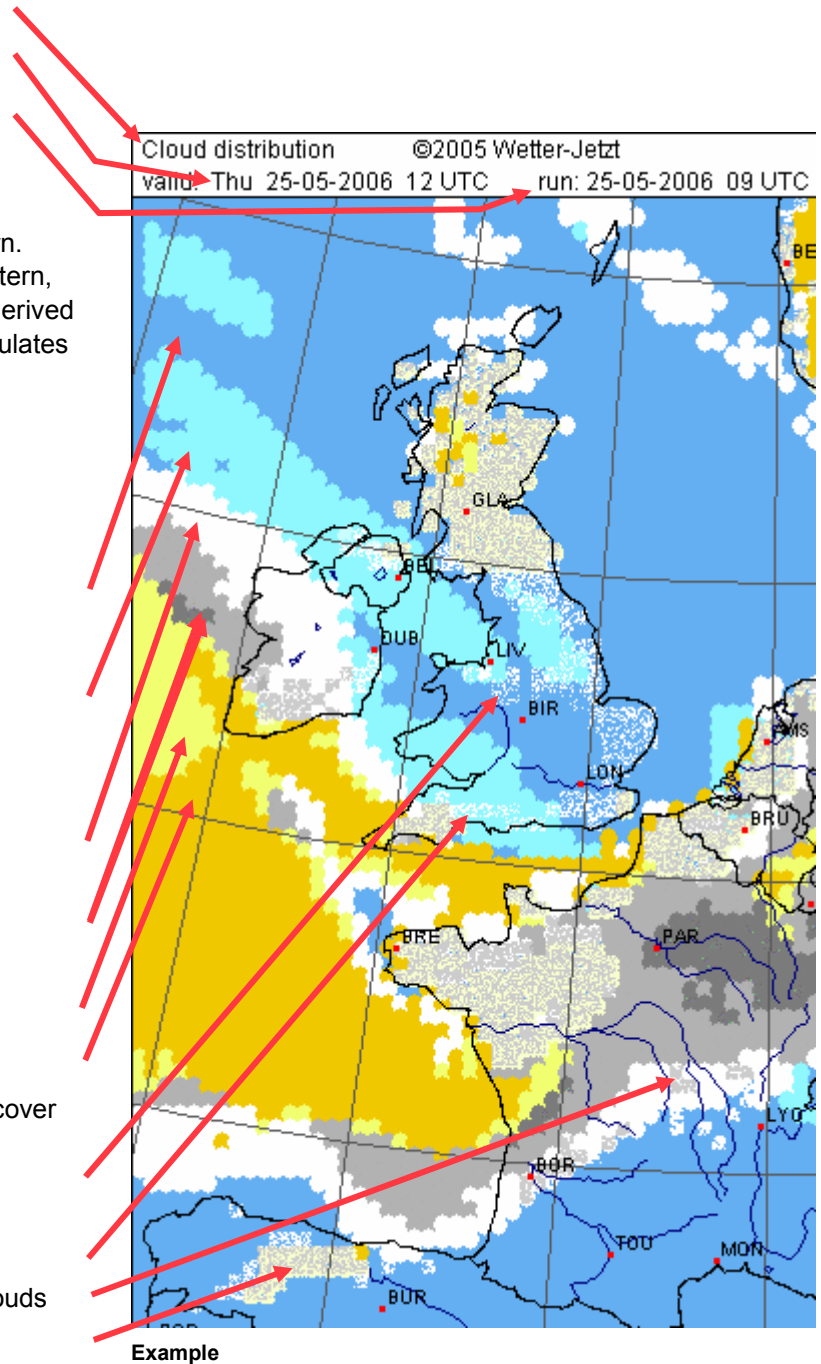 Cloud distribution ©2005 Wetter-Jetzt
valid: Thu 25-05-2006 12 UTC run: 25-05-2006 09 UTC
rn.
tern,
erived
ulates
BE
GLA
BEL
DUB
LIV
BIR
AMS
LON
BRU
BRE
PAR
cover
LYO
BOR
TOU
MON
ouds
BUR
Example